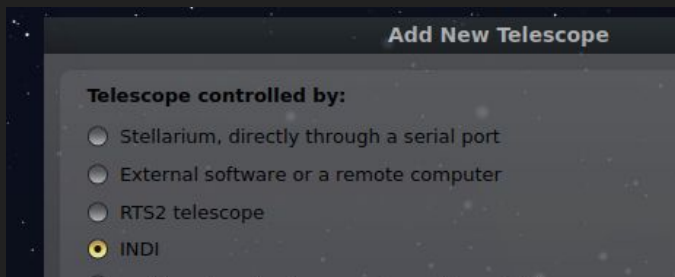 Add New Telescope
Telescope controlled by:
Stellarium, directly through a serial port
External software or a remote computer
RTS2 telescope
INDI